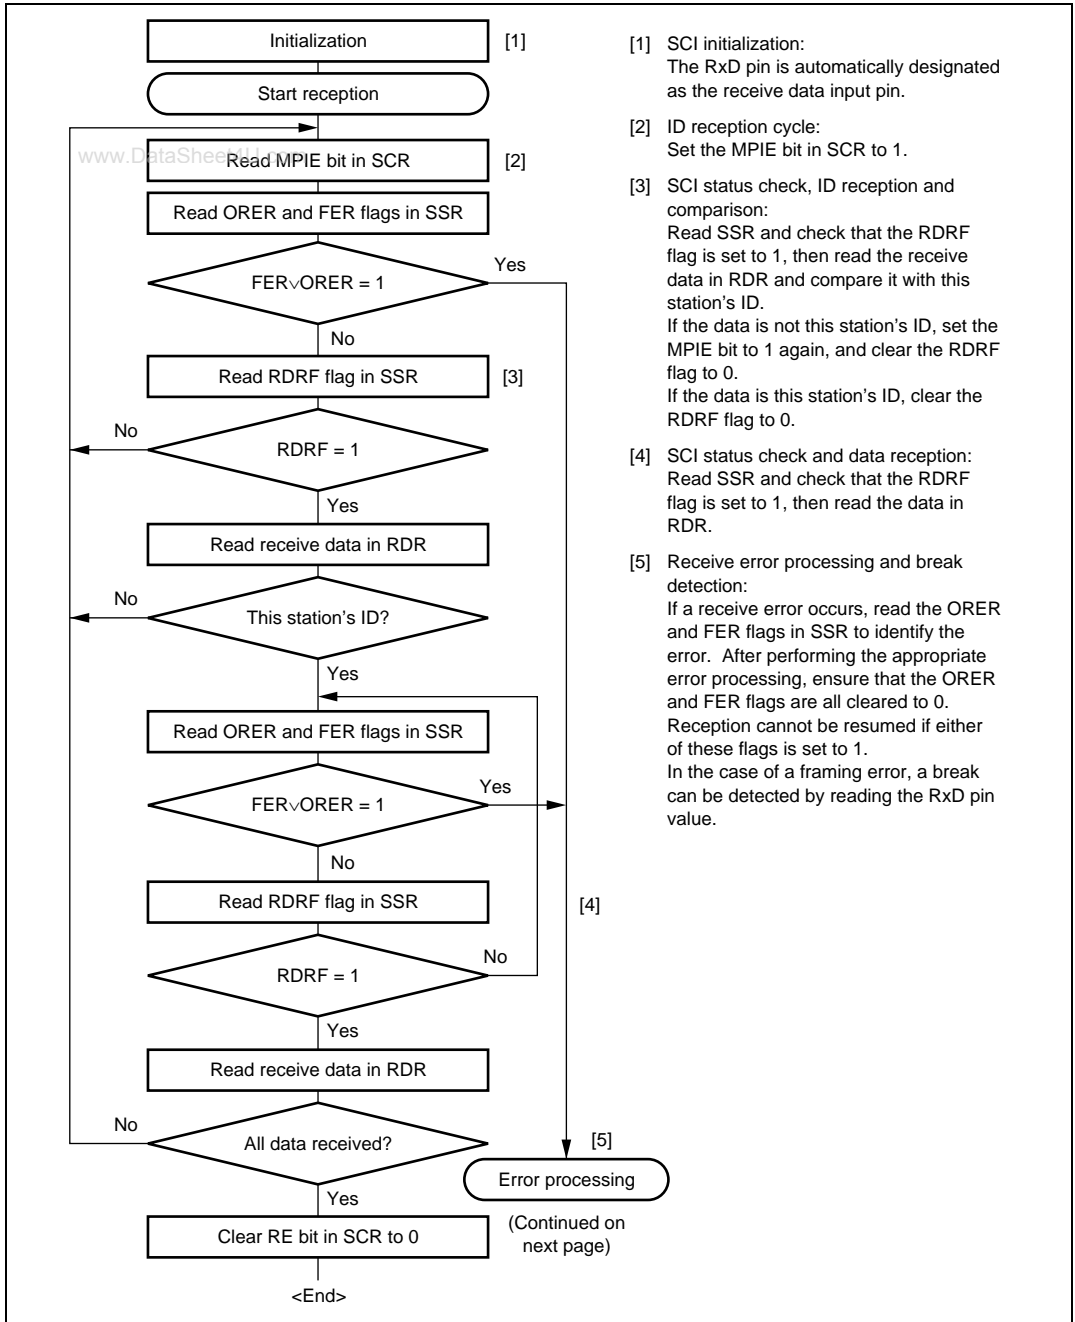 Initialization
[1]
Start reception
www.DataSheet4U.com
Read MPIE bit in SCR
[2]
Read ORER and FER flags in SSR
Yes
FER∨ORER = 1
No
Read RDRF flag in SSR
[3]
No
RDRF = 1
Yes
Read receive data in RDR
No
This station's ID?
Yes
Read ORER and FER flags in SSR
Yes
FER∨ORER = 1
No
Read RDRF flag in SSR
[4]
No
RDRF = 1
Yes
Read receive data in RDR
No
All data received?
[5]
Error processing
Yes
(Continued on
next page)
Clear RE bit in SCR to 0
<End>
[1] SCI initialization:
The RxD pin is automatically designated
as the receive data input pin.
[2] ID reception cycle:
Set the MPIE bit in SCR to 1.
[3] SCI status check, ID reception and
comparison:
Read SSR and check that the RDRF
flag is set to 1, then read the receive
data in RDR and compare it with this
station's ID.
If the data is not this station's ID, set the
MPIE bit to 1 again, and clear the RDRF
flag to 0.
If the data is this station's ID, clear the
RDRF flag to 0.
[4] SCI status check and data reception:
Read SSR and check that the RDRF
flag is set to 1, then read the data in
RDR.
[5] Receive error processing and break
detection:
If a receive error occurs, read the ORER
and FER flags in SSR to identify the
error. After performing the appropriate
error processing, ensure that the ORER
and FER flags are all cleared to 0.
Reception cannot be resumed if either
of these flags is set to 1.
In the case of a framing error, a break
can be detected by reading the RxD pin
value.